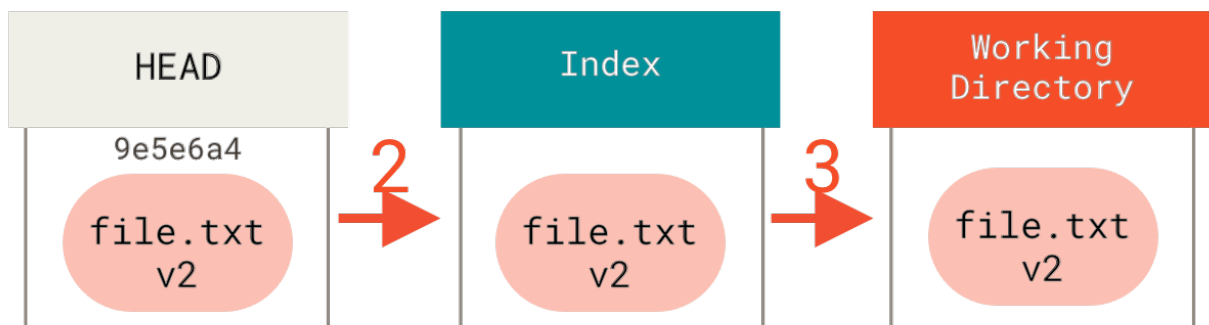 HEAD
Index
Working
Directory
9e5e6a4
2
3
file.txt
v2
file.txt
v2
file.txt
v2